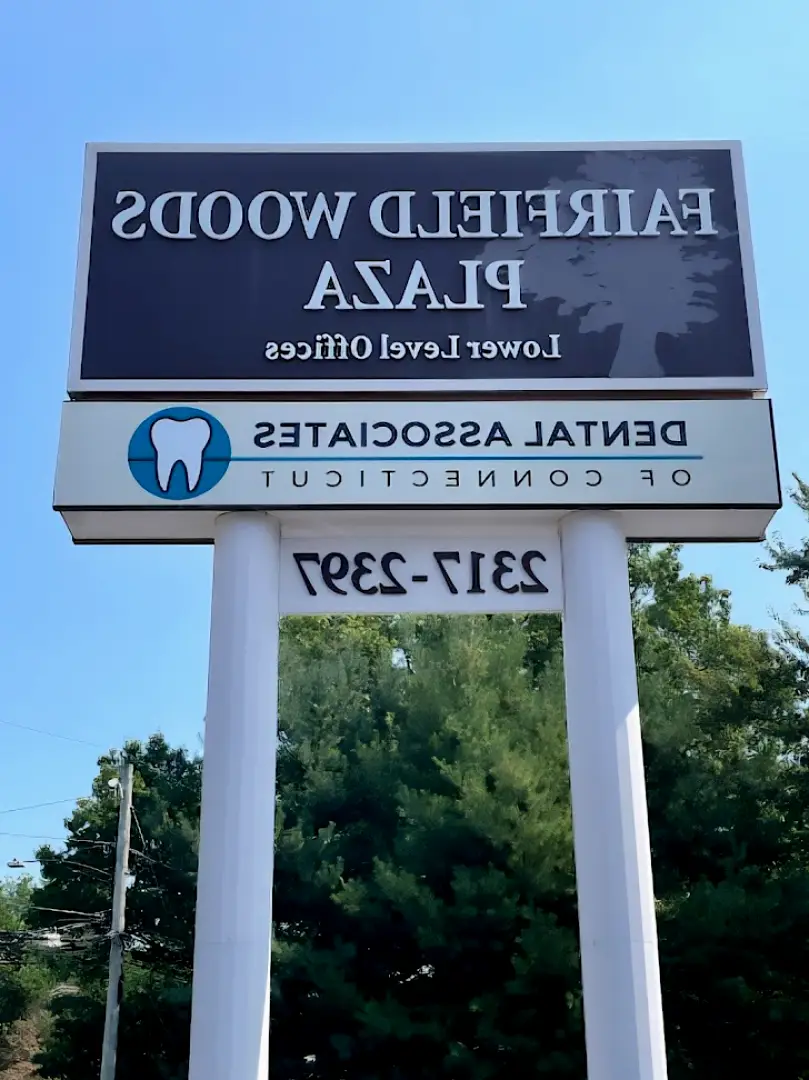 FAIRFIELD WOODS
PLAZA
Lower Level Offices
DENTAL ASSOCIATES
OF CONNECTICUT
2317-2397